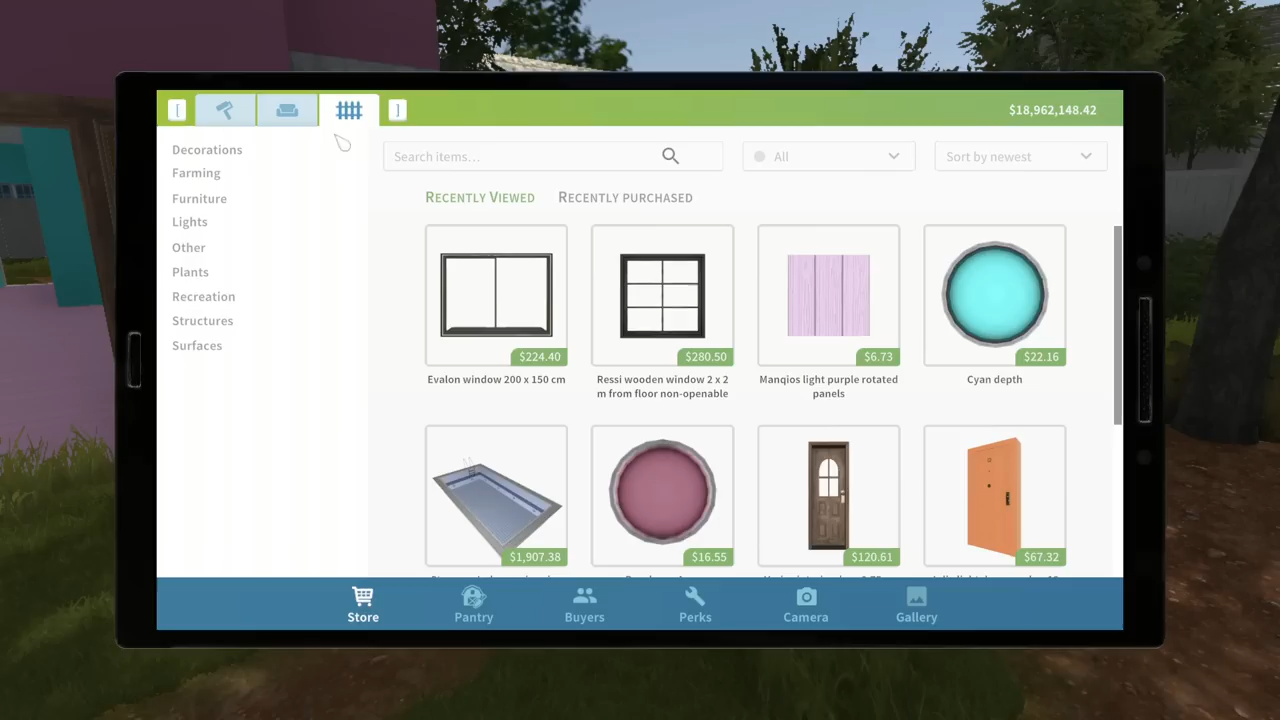 [
]
$18,962,148.42
Decorations
Farming
Furniture
Lights
Other
Plants
Recreation
Structures
Surfaces
Search items...
All
Sort by newest
RECENTLY VIEWED
RECENTLY PURCHASED
$224.40
$280.50
$6.73
$22.16
Evalon window 200 x 150 cm
Ressi wooden window 2 x 2
m from floor non-openable
Manqios light purple rotated
panels
Cyan depth
$1,907.38
$16.55
$120.61
$67.32
Store
Pantry
Buyers
Perks
Camera
Gallery